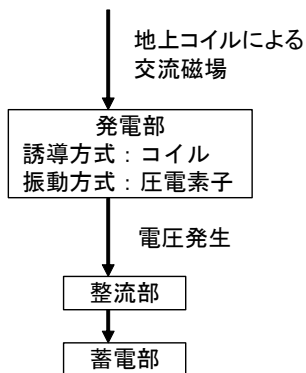 地上コイルによる
交流磁場
発電部
誘導方式：コイル
振動方式：圧電素子
電圧発生
整流部
蓄電部